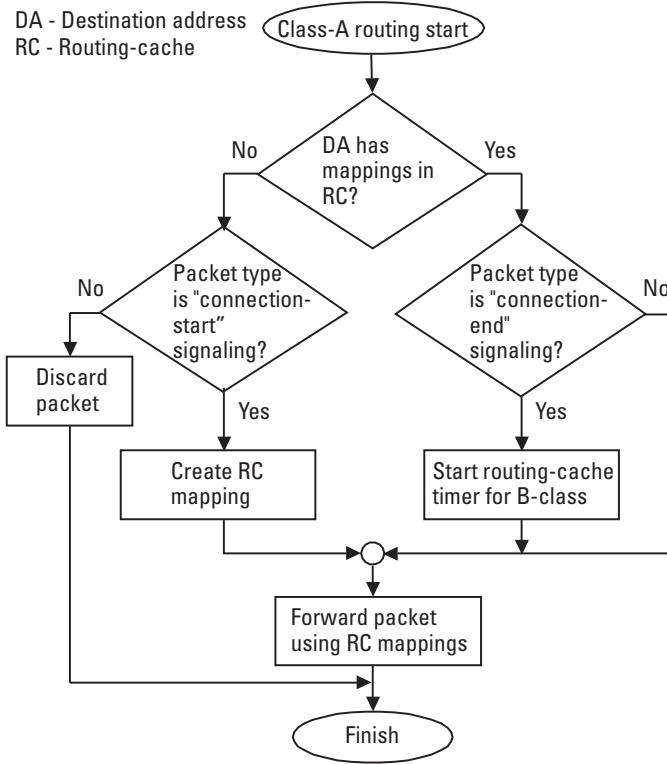 DA - Destination address
RC - Routing-cache
Class-A routing start
No
DA has
mappings in
RC?
Yes
No
Packet type
is "connection-
start”
signaling?
Packet type
is "connection-
end"
signaling?
No
Discard
packet
Yes
Yes
Create RC
mapping
Start routing-cache
timer for B-class
Forward packet
using RC mappings
Finish